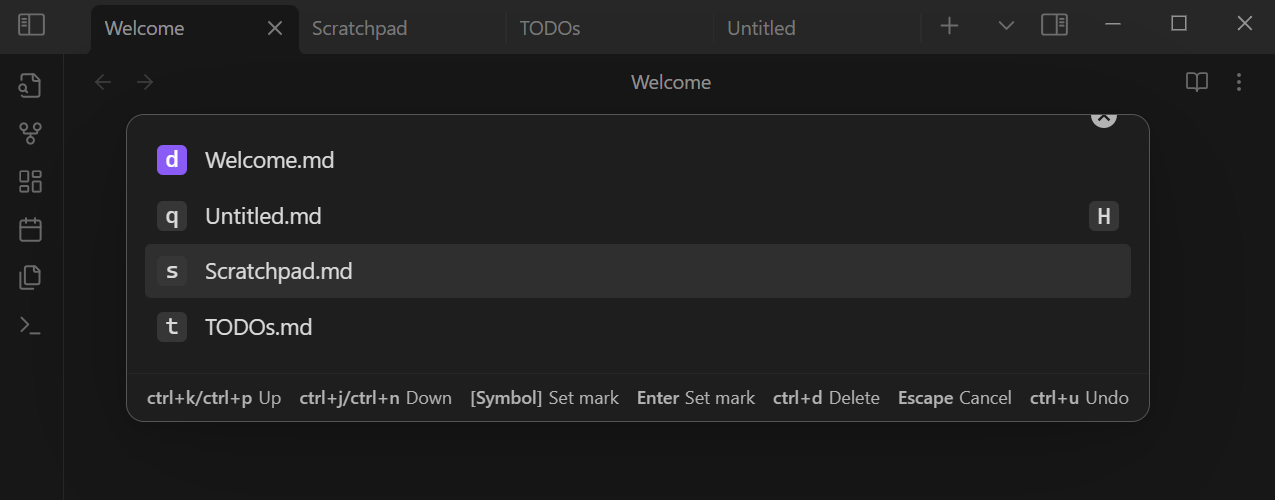 Welcome Scratchpad TODOs Untitled
Welcome
d Welcome.md
q Untitled.md H
s Scratchpad.md
t TODOs.md
ctrl+k/ctrl+p Up ctrl+j/ctrl+n Down [Symbol] Set mark Enter Set mark ctrl+d Delete Escape Cancel ctrl+u Undo